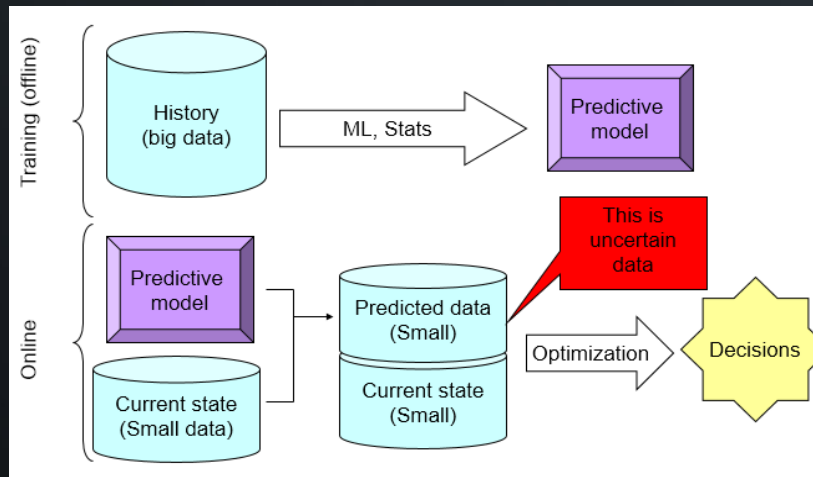 Training (offline)
History
(big data)
ML, Stats
Predictive
model
This is
uncertain
data
Online
Predictive
model
Current state
(Small data)
Predicted data
(Small)
Current state
(Small)
Optimization
Decisions